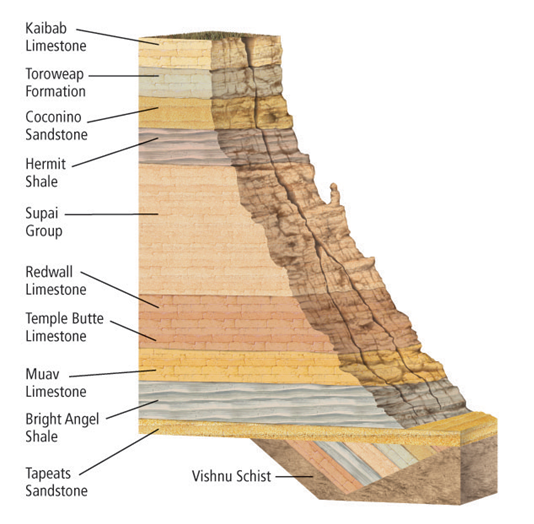 Kaibab
Limestone
Toroweap
Formation
Coconino
Sandstone
Hermit
Shale
Supai
Group
Redwall
Limestone
Temple Butte
Limestone
Muav
Limestone
Bright Angel
Shale
Tapeats
Sandstone
Vishnu Schist